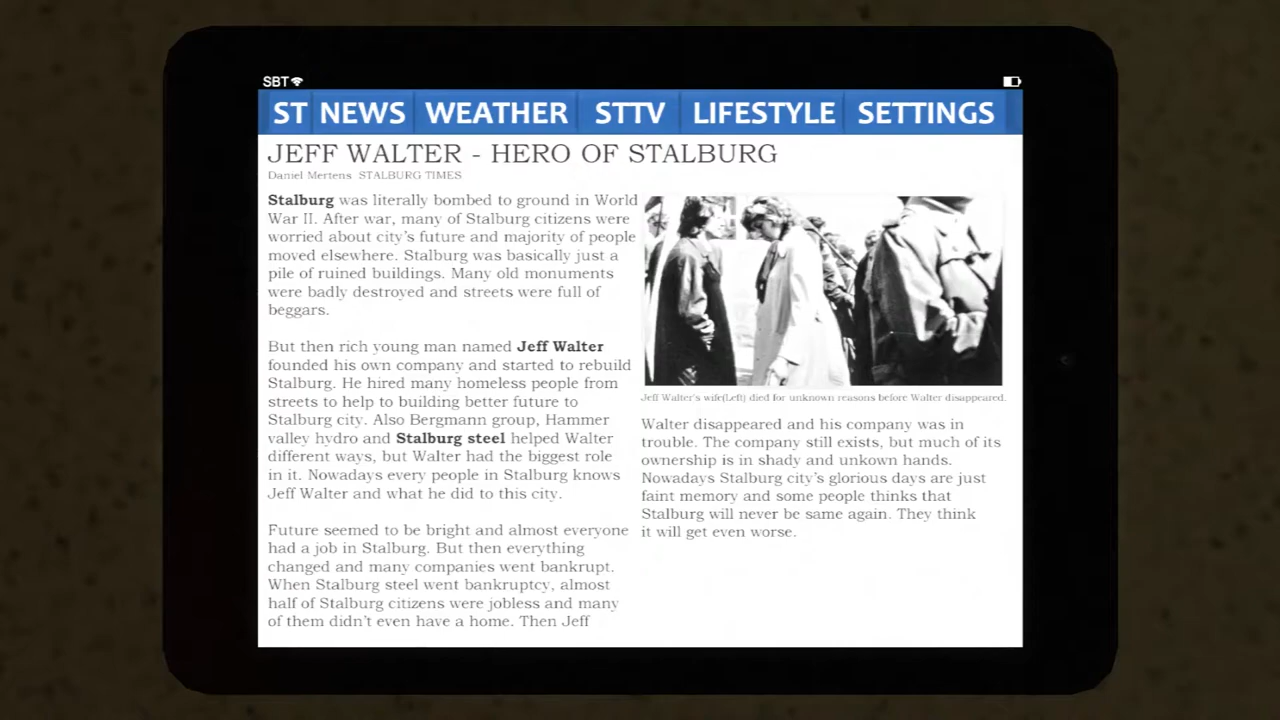 SBT
ST NEWS WEATHER STTV LIFESTYLE SETTINGS
JEFF WALTER - HERO OF STALBURG
Daniel Mertens STALBURG TIMES
Stalburg was literally bombed to ground in World
War II. After war, many of Stalburg citizens were
worried about city's future and majority of people
moved elsewhere. Stalburg was basically just a
pile of ruined buildings. Many old monuments
were badly destroyed and streets were full of
beggars.
But then rich young man named Jeff Walter
founded his own company and started to rebuild
Stalburg. He hired many homeless people from
streets to help to building better future to
Stalburg city. Also Bergmann group, Hammer
valley hydro and Stalburg steel helped Walter
different ways, but Walter had the biggest role
in it. Nowadays every people in Stalburg knows
Jeff Walter and what he did to this city.
Future seemed to be bright and almost everyone
had a job in Stalburg. But then everything
changed and many companies went bankrupt.
When Stalburg steel went bankruptcy, almost
half of Stalburg citizens were jobless and many
of them didn't even have a home. Then Jeff
Jeff Walter's wife(Left) died for unknown reasons before Walter disappeared.
Walter disappeared and his company was in
trouble. The company still exists, but much of its
ownership is in shady and unkown hands.
Nowadays Stalburg city's glorious days are just
faint memory and some people thinks that
Stalburg will never be same again. They think
it will get even worse.